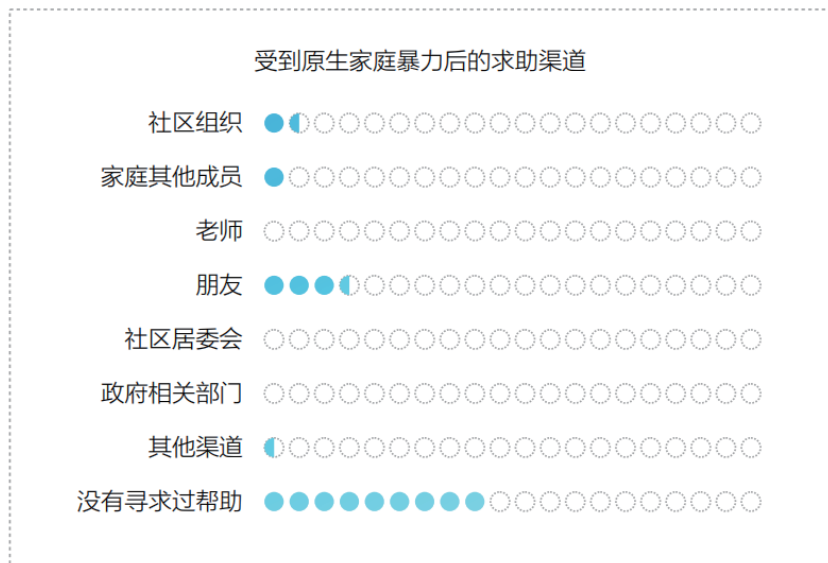 受到原生家庭暴力后的求助渠道
社区组织
家庭其他成员
老师
朋友
社区居委会
政府相关部门
其他渠道
没有寻求过帮助